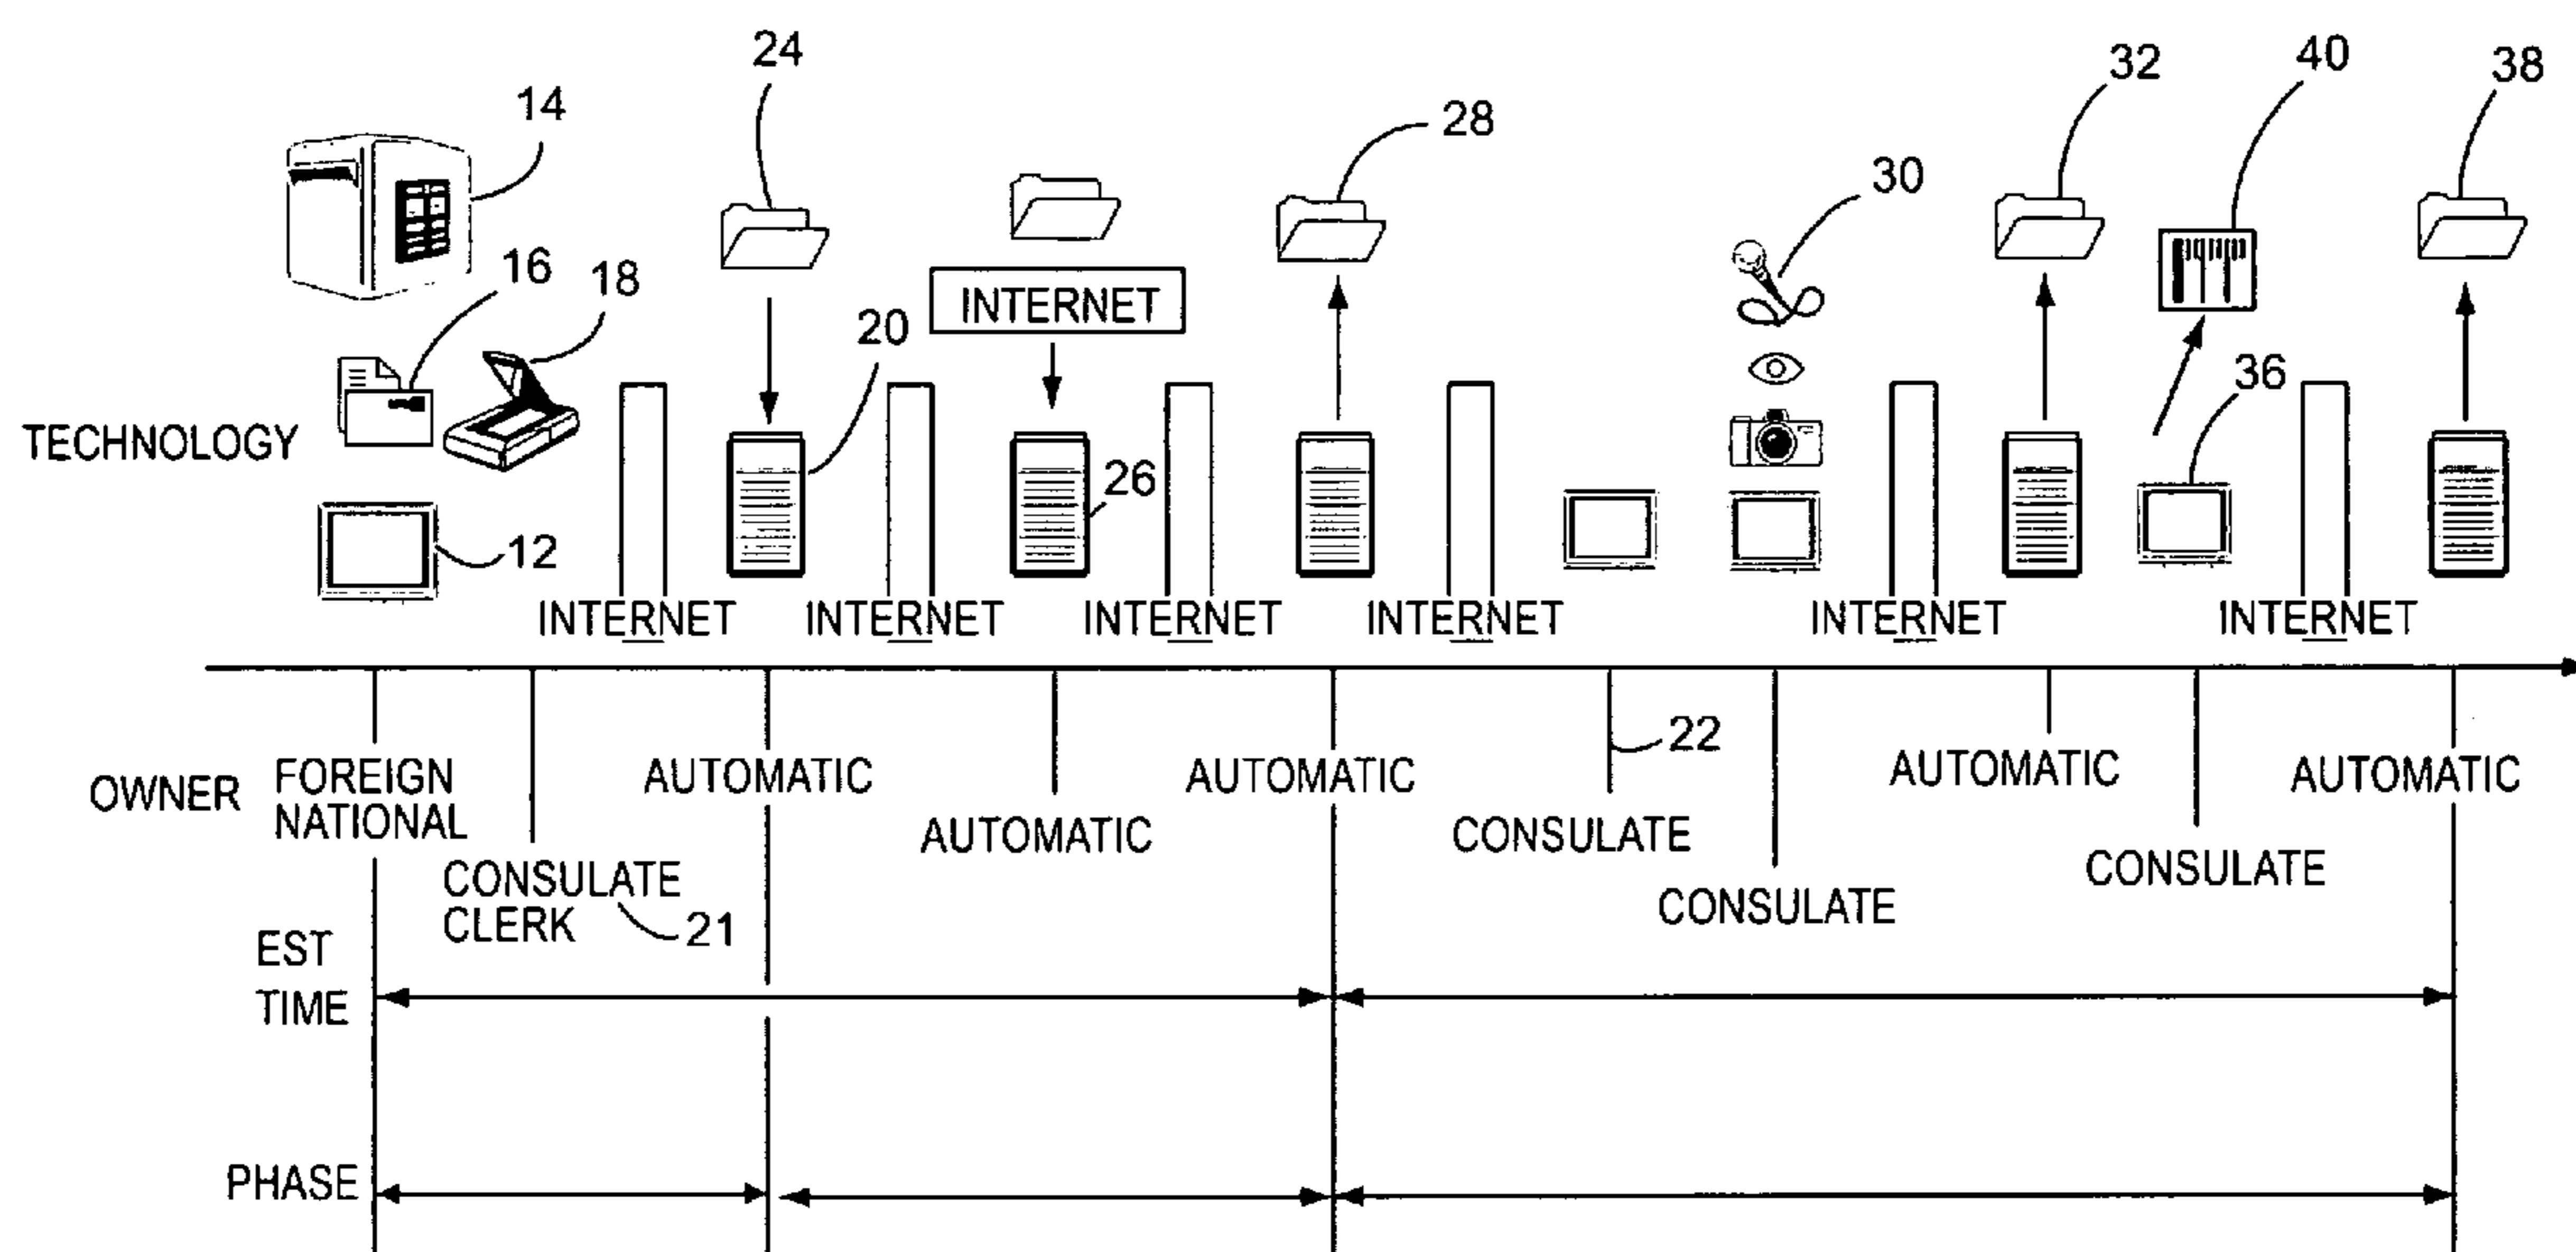 24
32
40
38
14
28
30
16
18
INTERNET
20
36
TECHNOLOGY
26
12
INTERNET INTERNET INTERNET INTERNET INTERNET INTERNET
22
OWNER FOREIGN NATIONAL
AUTOMATIC
AUTOMATIC
AUTOMATIC
AUTOMATIC
AUTOMATIC
CONSULATE
CONSULATE
CONSULATE
CONSULATE
CLERK
21
EST
TIME
PHASE